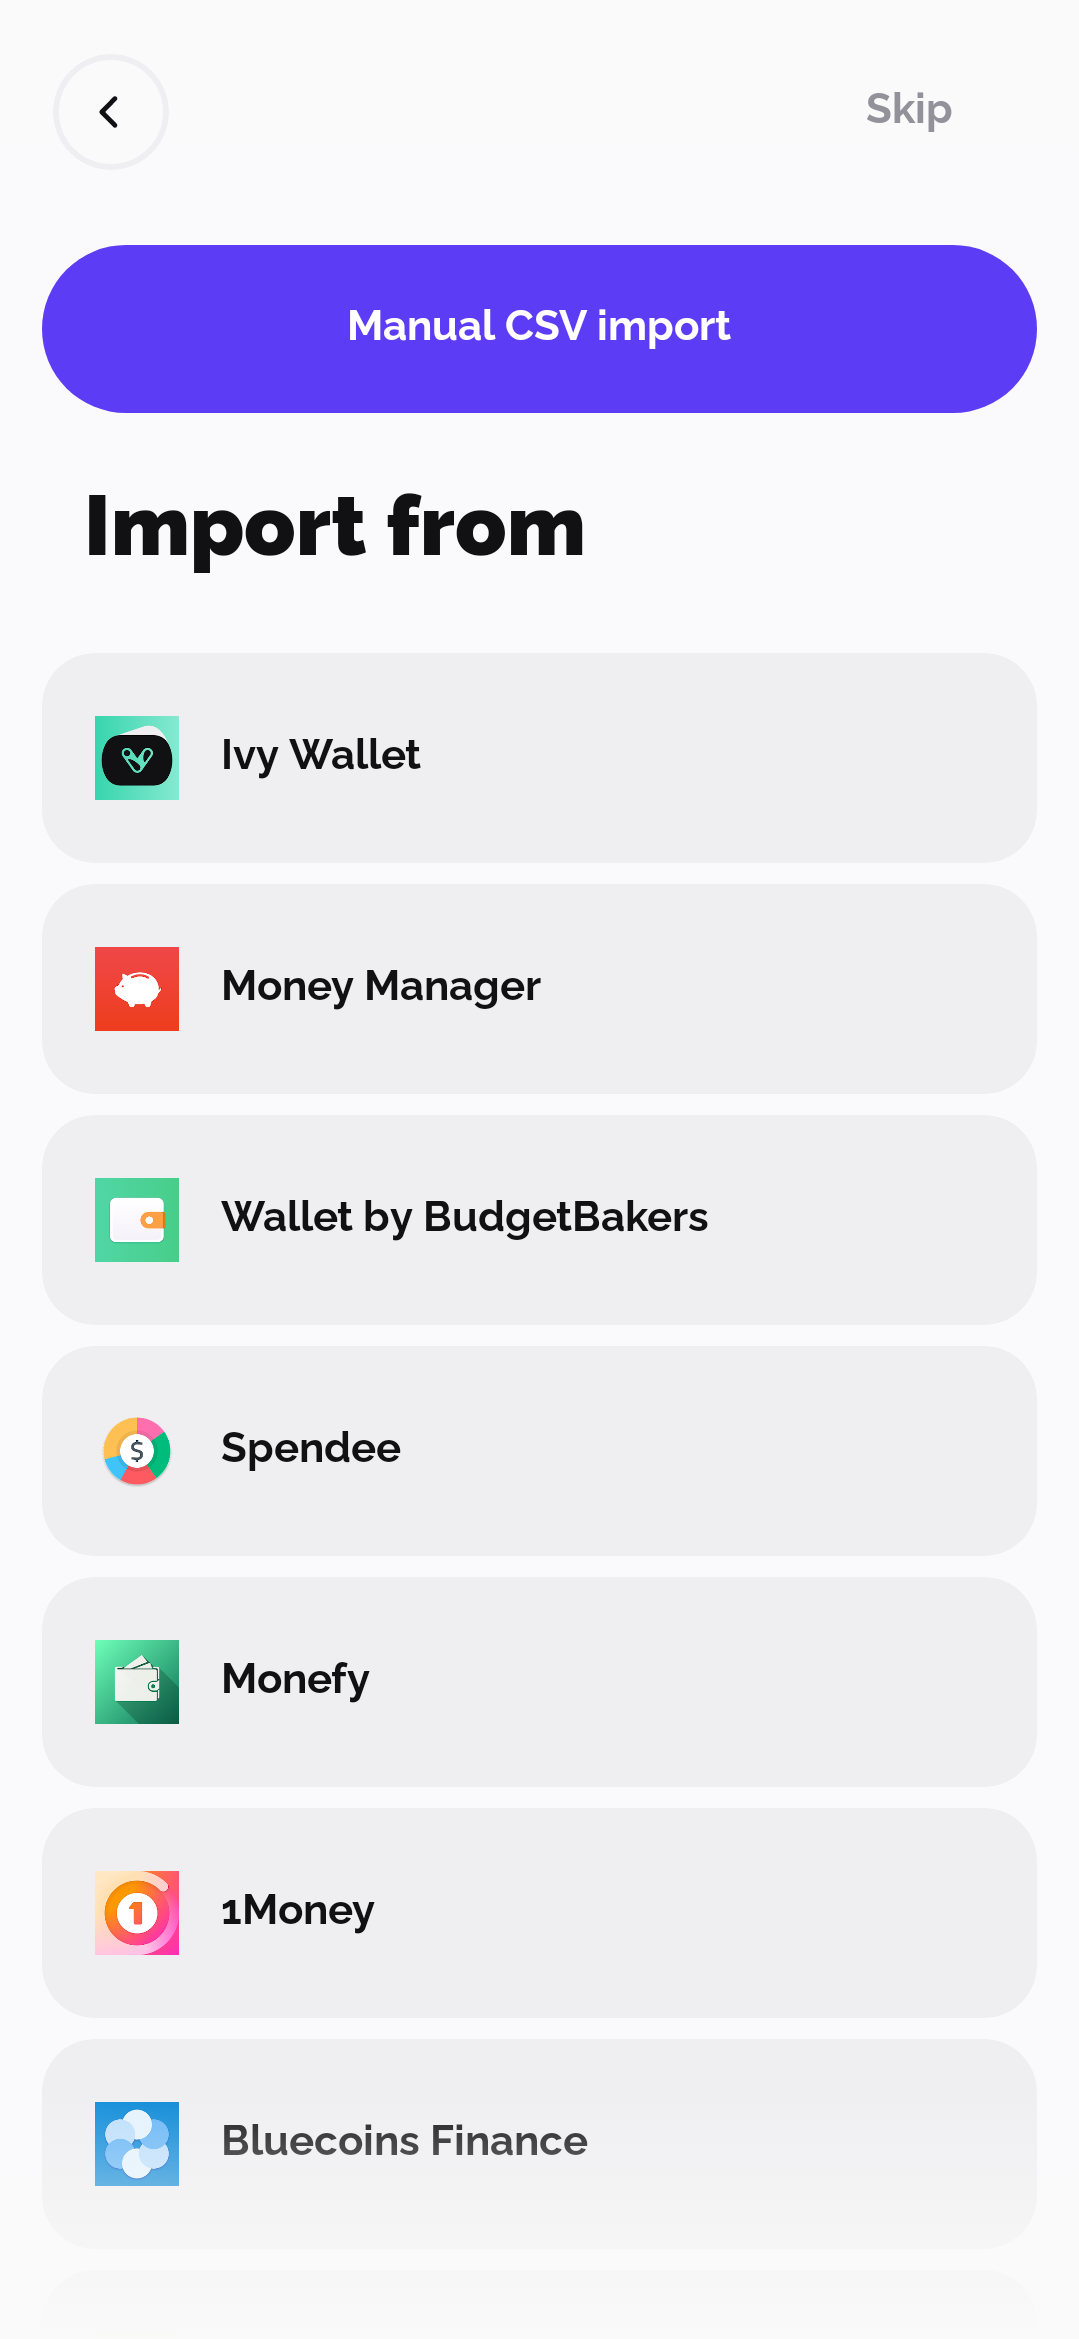 Skip
Manual CSV import
Import from
Ivy Wallet
Money Manager
Wallet by BudgetBakers
$
Spendee
Monefy
1
1Money
Bluecoins Finance